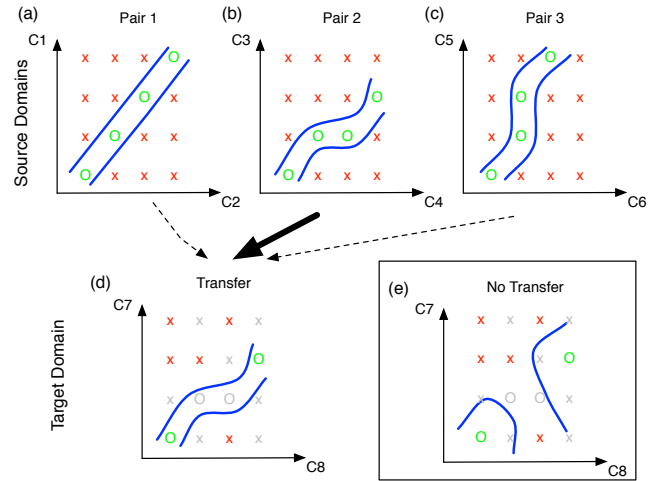 (a) Pair 1 (b) Pair 2 (c) Pair 3
C1 C3 C5
x x x O x x x x x x O x
x x O x x x x O x O x x
x O x x x O O x x O x x
O x x x O x x x O x x x
C2 C4 C6
Source Domains
(d) Transfer (e) No Transfer
C7 C7
x x x x x x x x
x x x O x x x O
x O O x x O O x
O x x x O x x x
C8 C8
Target Domain